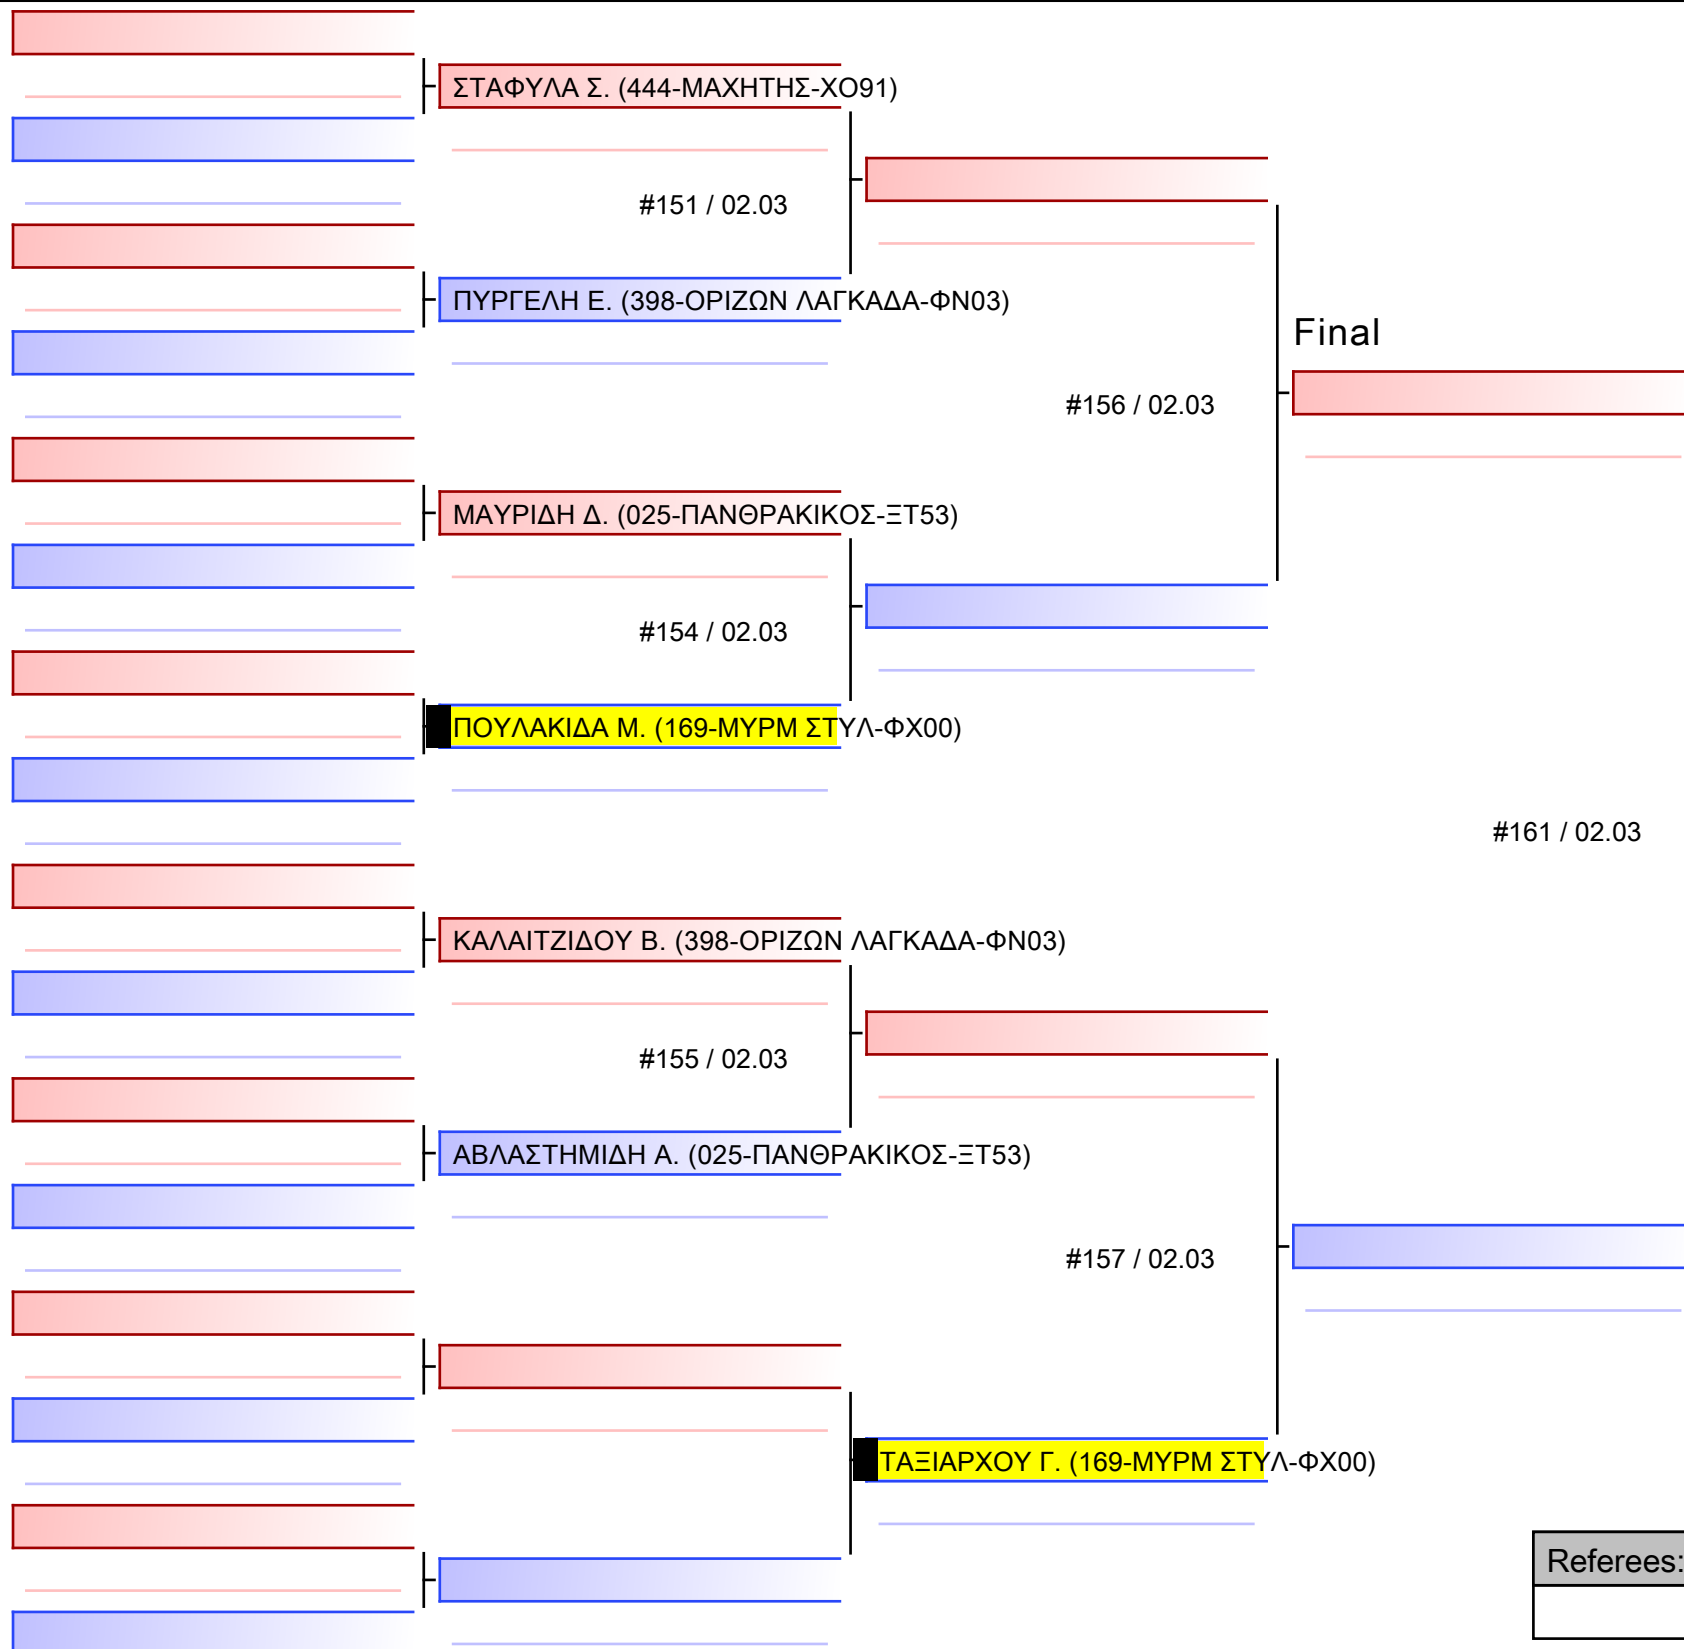 ΣΤΑΦΥΛΑ Σ. (444-ΜΑΧΗΤΗΣ-ΧΟ91)
#151 / 02.03
ΠΥΡΓΕΛΗ Ε. (398-ΟΡΙΖΩΝ ΛΑΓΚΑΔΑ-ΦΝ03)
Final
#156 / 02.03
ΜΑΥΡΙΔΗ Δ. (025-ΠΑΝΘΡΑΚΙΚΟΣ-ΞΤ53)
#154 / 02.03
ΠΟΥΛΑΚΙΔΑ Μ. (169-ΜΥΡΜ ΣΤΥΛ-ΦΧ00)
#161 / 02.03
ΚΑΛΑΙΤΖΙΔΟΥ Β. (398-ΟΡΙΖΩΝ ΛΑΓΚΑΔΑ-ΦΝ03)
#155 / 02.03
ΑΒΛΑΣΤΗΜΙΔΗ Α. (025-ΠΑΝΘΡΑΚΙΚΟΣ-ΞΤ53)
#157 / 02.03
ΤΑΞΙΑΡΧΟΥ Γ. (169-ΜΥΡΜ ΣΤΥΛ-ΦΧ00)
Referees: